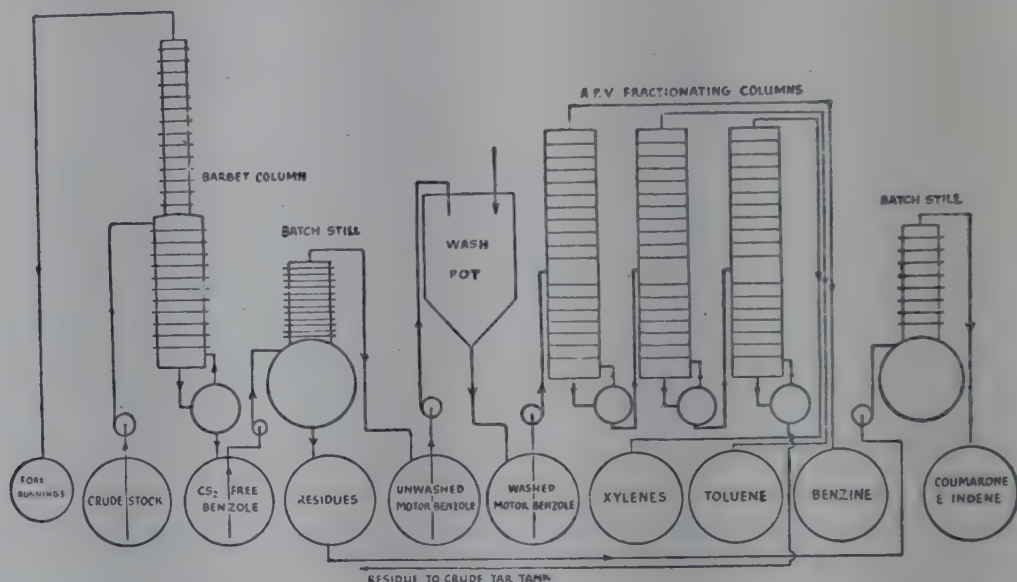 A P.V FRACTIONATING COLUMNS
BARBET COLUMN
BATCH STILL
BATCH STILL
WASH
POT
FORE
RUNNINGS
CRUDE STOCK
CS2 FREE
BENZOLE
RESIDUES
UNWASHED
MOTOR BENZOLE
WASHED
MOTOR BENZOLE
XYLENES
TOLUENE
BENZINE
COUMARONE
& INDENE
RESIDUE TO CRUDE TAR TANK